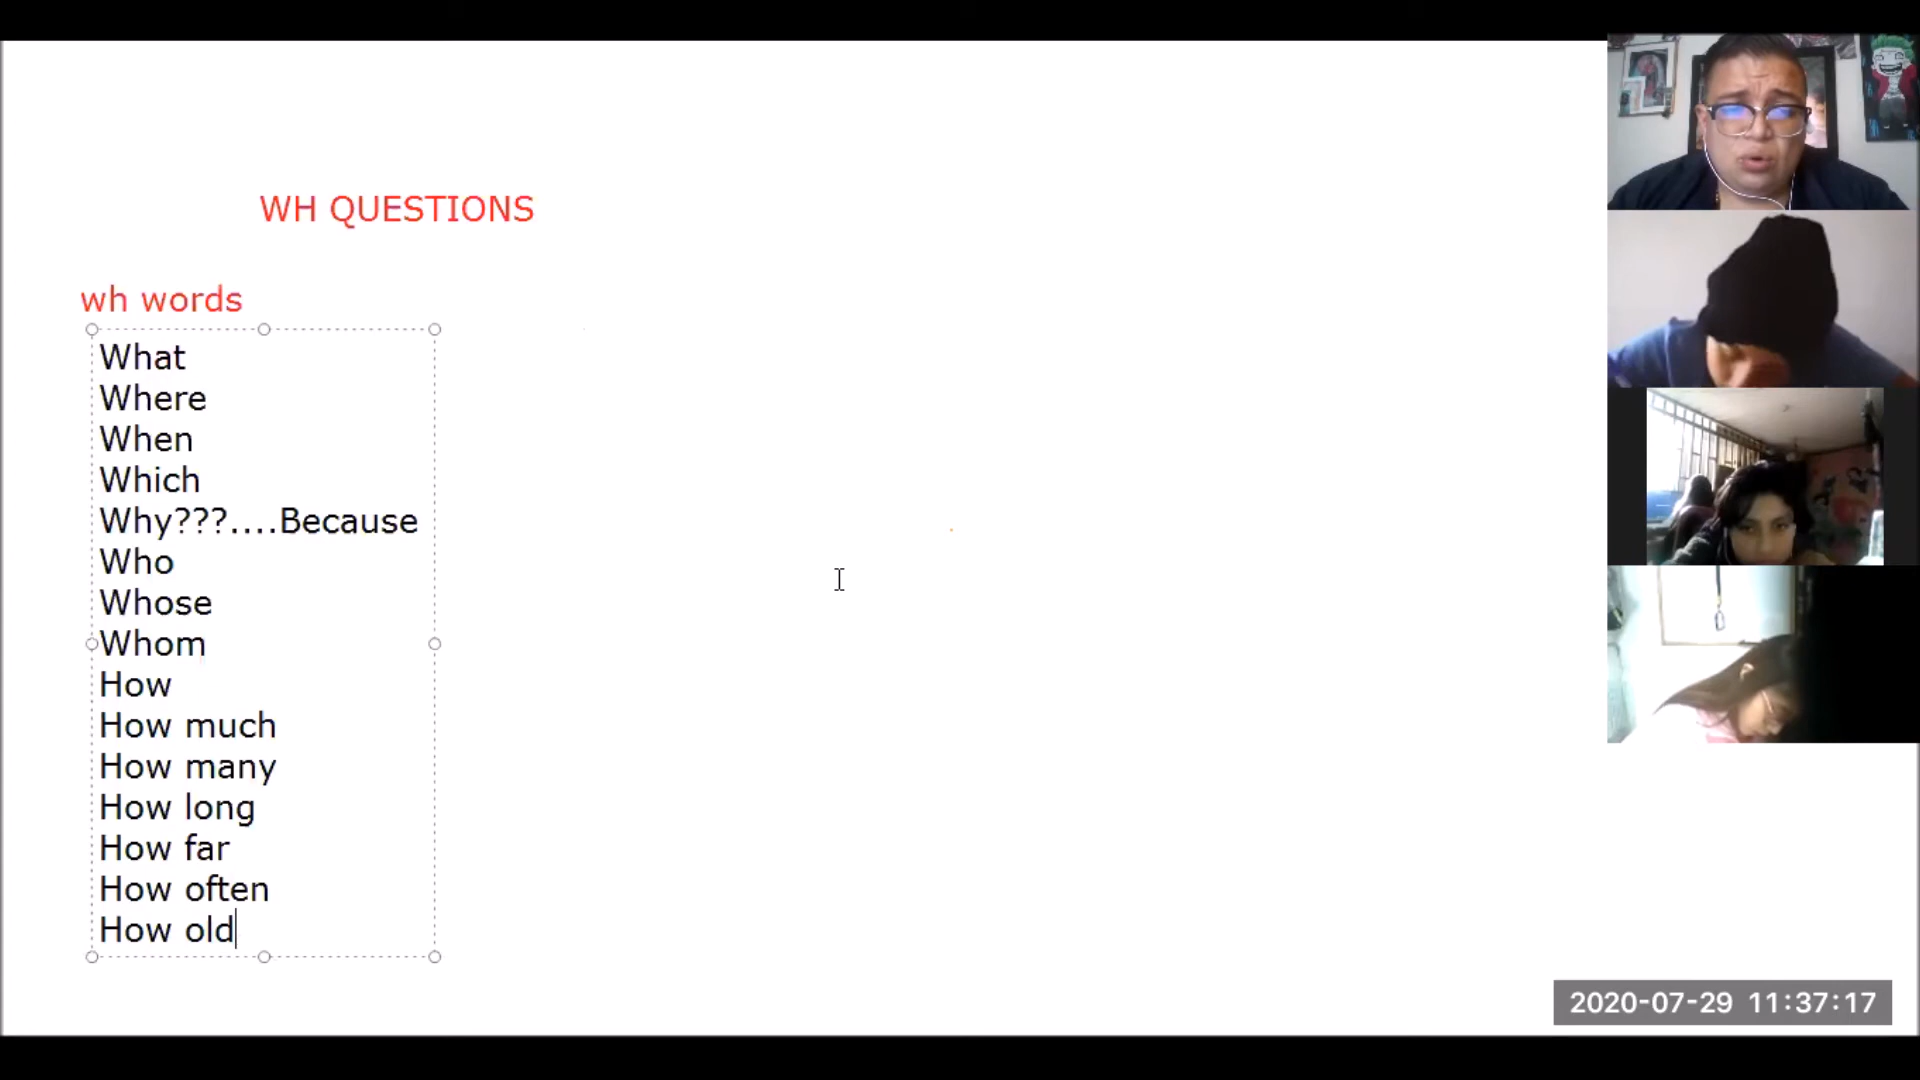 WH QUESTIONS
wh words
What
Where
When
Which
Why???....Because
Who
Whose
Whom
How
How much
How many
How long
How far
How often
How old
2020-07-29 11:37:17